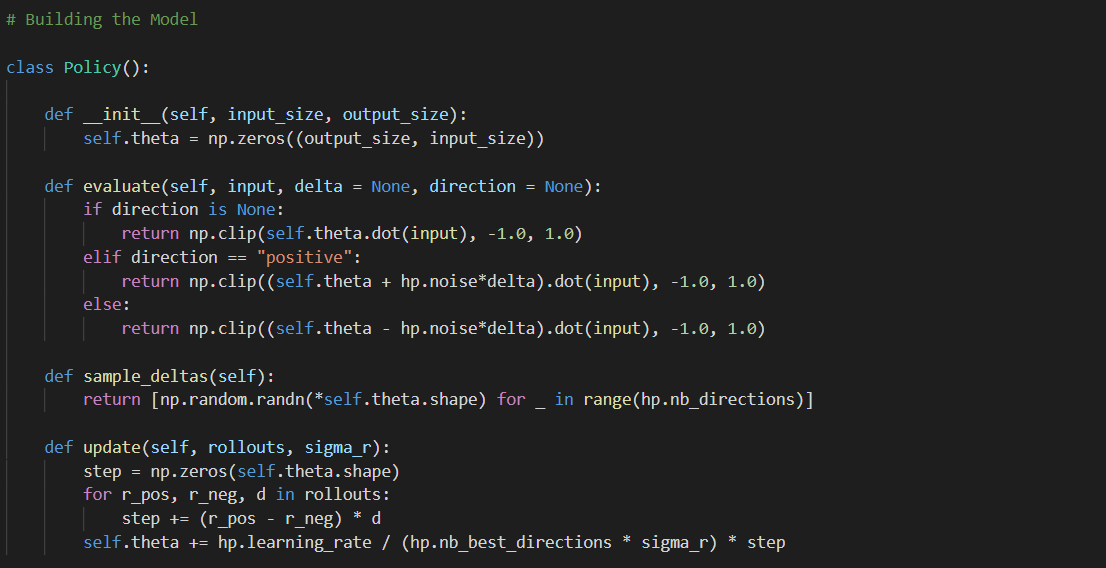 # Building the Model
class Policy():
    def __init__(self, input_size, output_size):
        self.theta = np.zeros((output_size, input_size))
    def evaluate(self, input, delta = None, direction = None):
        if direction is None:
            return np.clip(self.theta.dot(input), -1.0, 1.0)
        elif direction == "positive":
            return np.clip((self.theta + hp.noise*delta).dot(input), -1.0, 1.0)
        else:
            return np.clip((self.theta - hp.noise*delta).dot(input), -1.0, 1.0)
    def sample_deltas(self):
        return [np.random.randn(*self.theta.shape) for _ in range(hp.nb_directions)]
    def update(self, rollouts, sigma_r):
        step = np.zeros(self.theta.shape)
        for r_pos, r_neg, d in rollouts:
            step += (r_pos - r_neg) * d
        self.theta += hp.learning_rate / (hp.nb_best_directions * sigma_r) * step